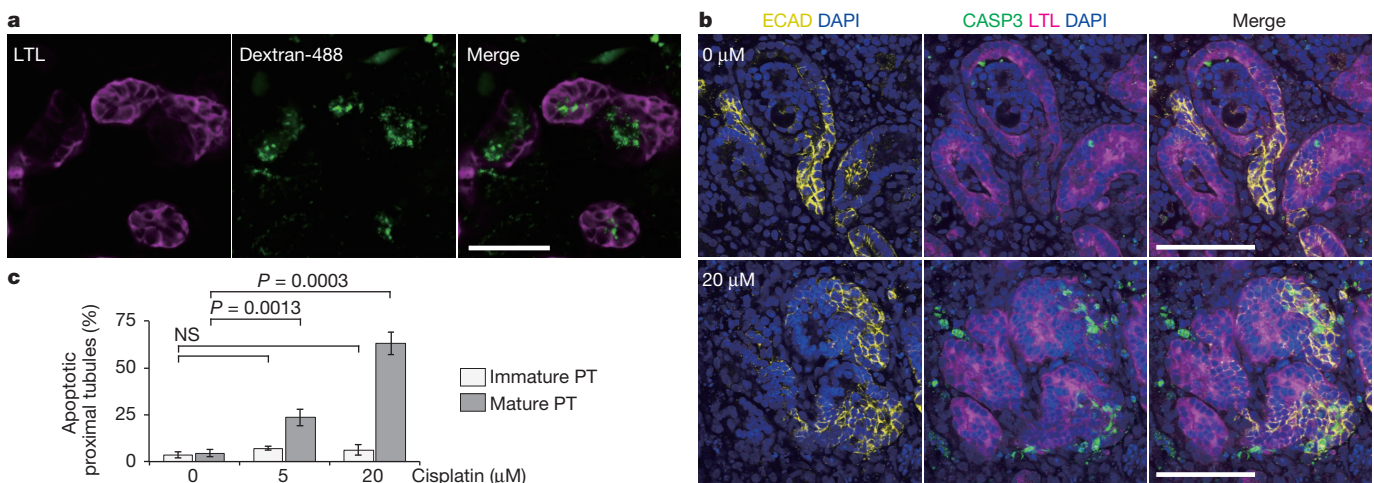 a
LTL
Dextran-488
Merge
b
ECAD DAPI
CASP3 LTL DAPI
Merge
0 μM
20 μM
c
P = 0.0003
P = 0.0013
NS
75
50
25
0
Apoptotic
proximal tubules (%)
Immature PT
Mature PT
0
5
20
Cisplatin (μM)